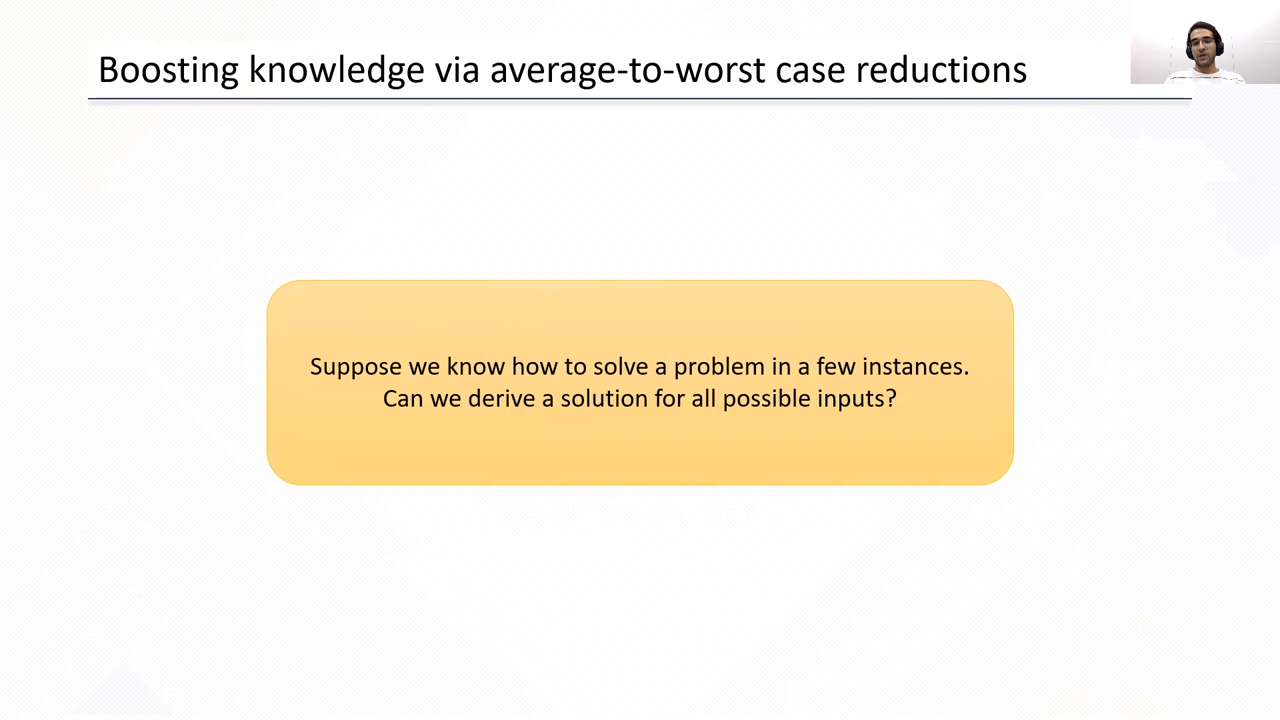 Boosting knowledge via average-to-worst case reductions
Suppose we know how to solve a problem in a few instances.
Can we derive a solution for all possible inputs?